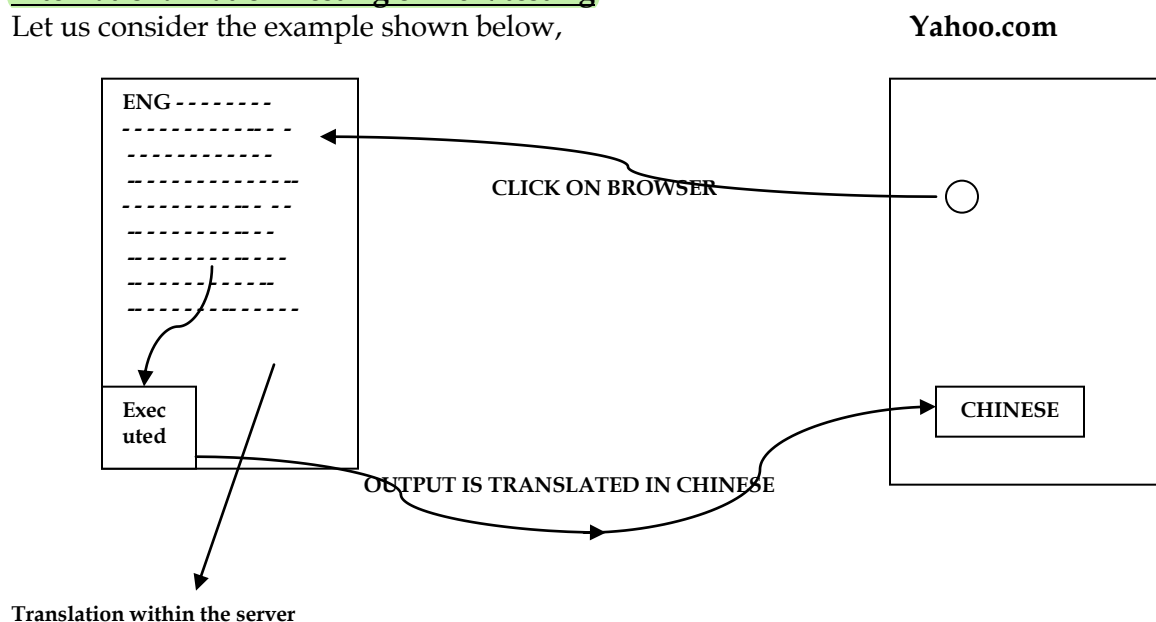 Let us consider the example shown below, Yahoo.com
ENG - - - - - - - -
CLICK ON BROWSER
Exec
uted
CHINESE
OUTPUT IS TRANSLATED IN CHINESE
Translation within the server